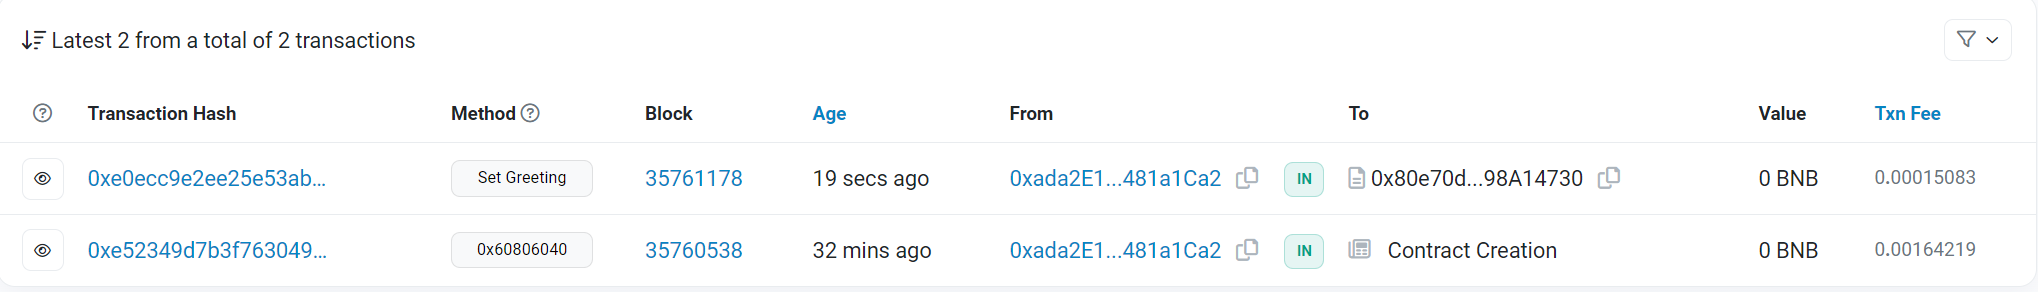 Latest 2 from a total of 2 transactions
Transaction Hash Method Block Age From To Value Txn Fee
0xe0ecc9e2ee25e53ab... Set Greeting 35761178 19 secs ago 0xada2E1...481a1Ca2 IN 0x80e70d...98A14730 0 BNB 0.00015083
0xe52349d7b3f763049... 0x60806040 35760538 32 mins ago 0xada2E1...481a1Ca2 IN Contract Creation 0 BNB 0.00164219